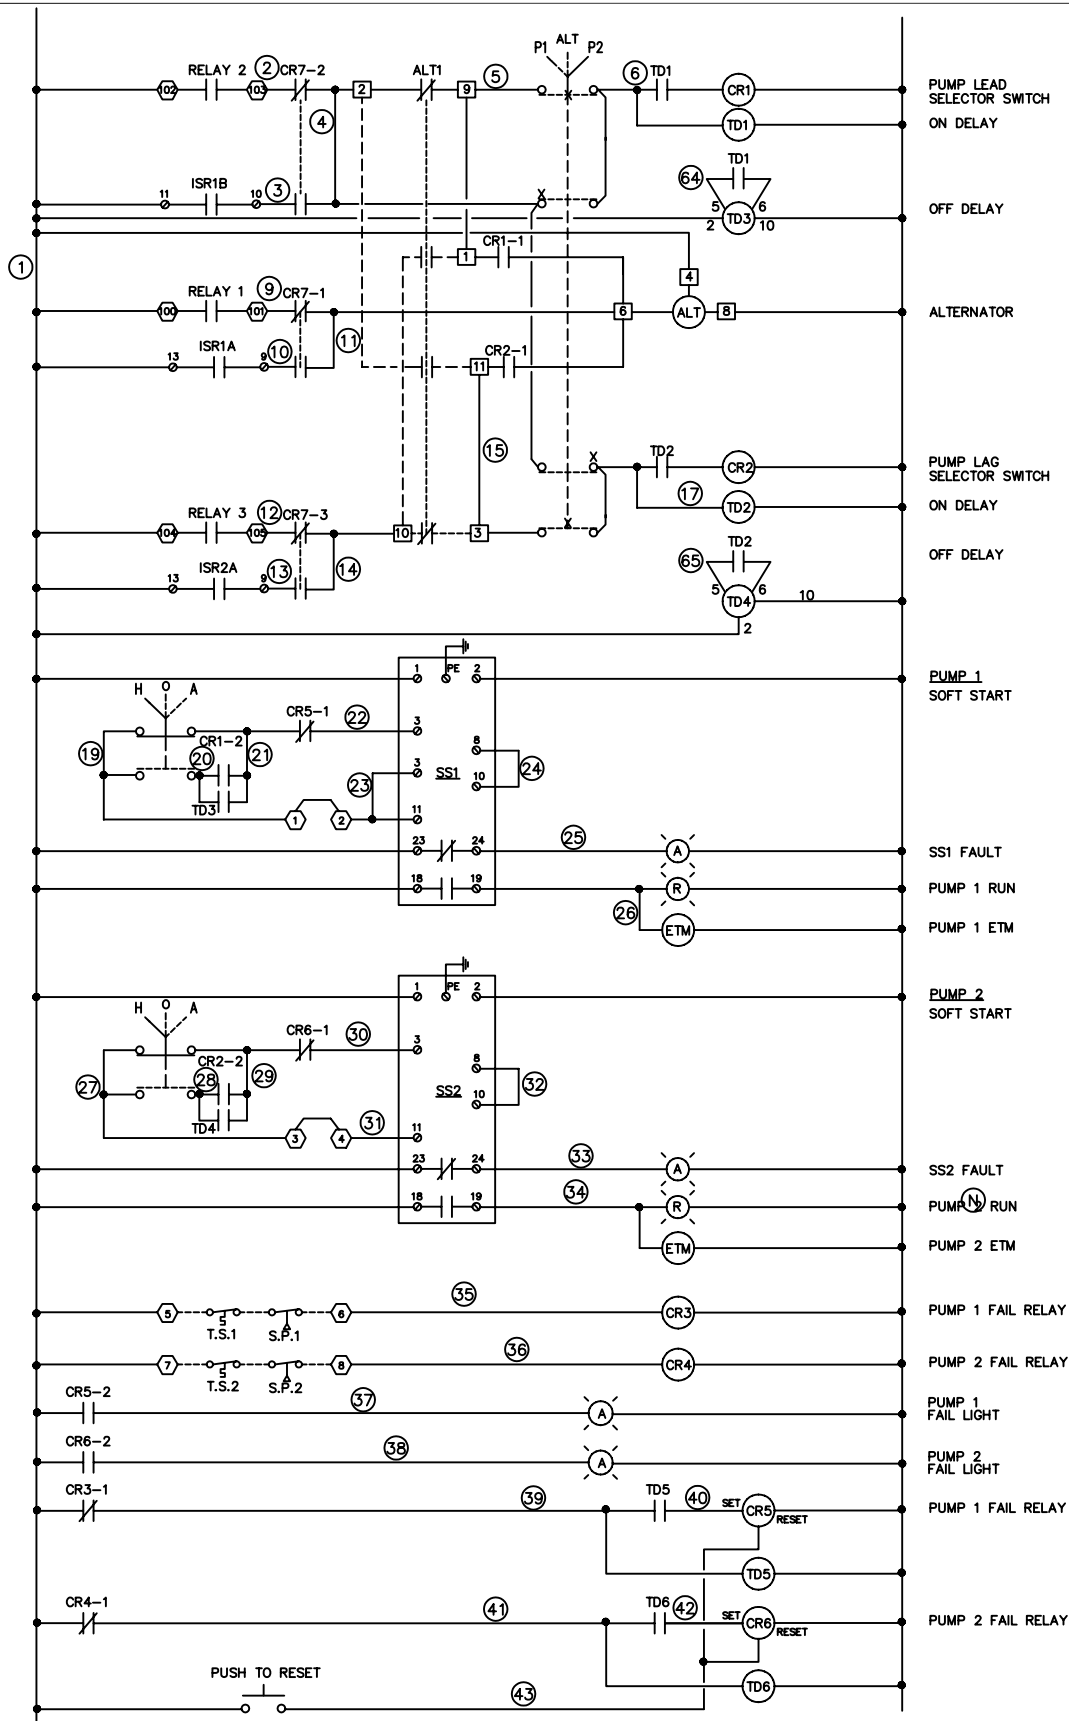 P1 ALT P2
RELAY 2 2 CR7-2 ALT1 5 6 TD1
102 103 2 9 CR1 PUMP LEAD
SELECTOR SWITCH
4 TD1 ON DELAY
TD1
ISR1B 64
11 10 3 X 5 6 OFF DELAY
2 TD3 10
CR1-1
1 1 4
RELAY 1 9 CR7-1
100 101 6 ALT 8 ALTERNATOR
ISR1A 11
13 9 10 CR2-1
11
15 X TD2
CR2 PUMP LAG
SELECTOR SWITCH
17 TD2 ON DELAY
RELAY 3 12 CR7-3
104 105 10 3 X TD2
ISR2A 14 OFF DELAY
13 9 13 65
5 6
TD4 10
2
1 PE 2 PUMP 1
SOFT START
H O A
CR5-1 22 3
19 CR1-2 8
20 21 3 SS1 10 24
23
TD3
1 2 11
23 24 25 A SS1 FAULT
18 19 R PUMP 1 RUN
26 ETM PUMP 1 ETM
1 PE 2 PUMP 2
SOFT START
H O A
CR6-1 30 3
CR2-2 8
27 28 29 SS2 10 32
TD4
3 4 31 11
23 24 33 A SS2 FAULT
18 19 34 R PUMP 2 RUN
N
ETM PUMP 2 ETM
35
5 T.S.1 S.P.1 6 CR3 PUMP 1 FAIL RELAY
36
7 T.S.2 S.P.2 8 CR4 PUMP 2 FAIL RELAY
CR5-2 37 A PUMP 1
FAIL LIGHT
CR6-2 38 A PUMP 2
FAIL LIGHT
CR3-1 39 TD5 40 SET CR5 RESET PUMP 1 FAIL RELAY
TD5
CR4-1 41 TD6 42 SET CR6 RESET PUMP 2 FAIL RELAY
PUSH TO RESET 43 TD6